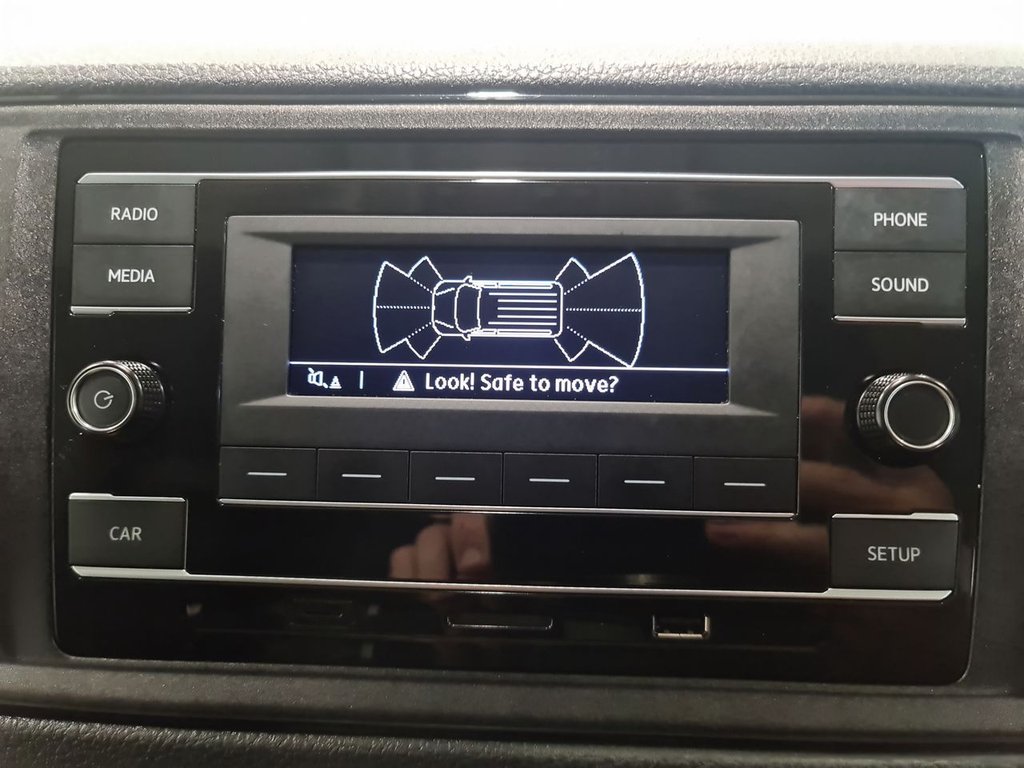 RADIO
PHONE
MEDIA
SOUND
Look! Safe to move?
CAR
SETUP